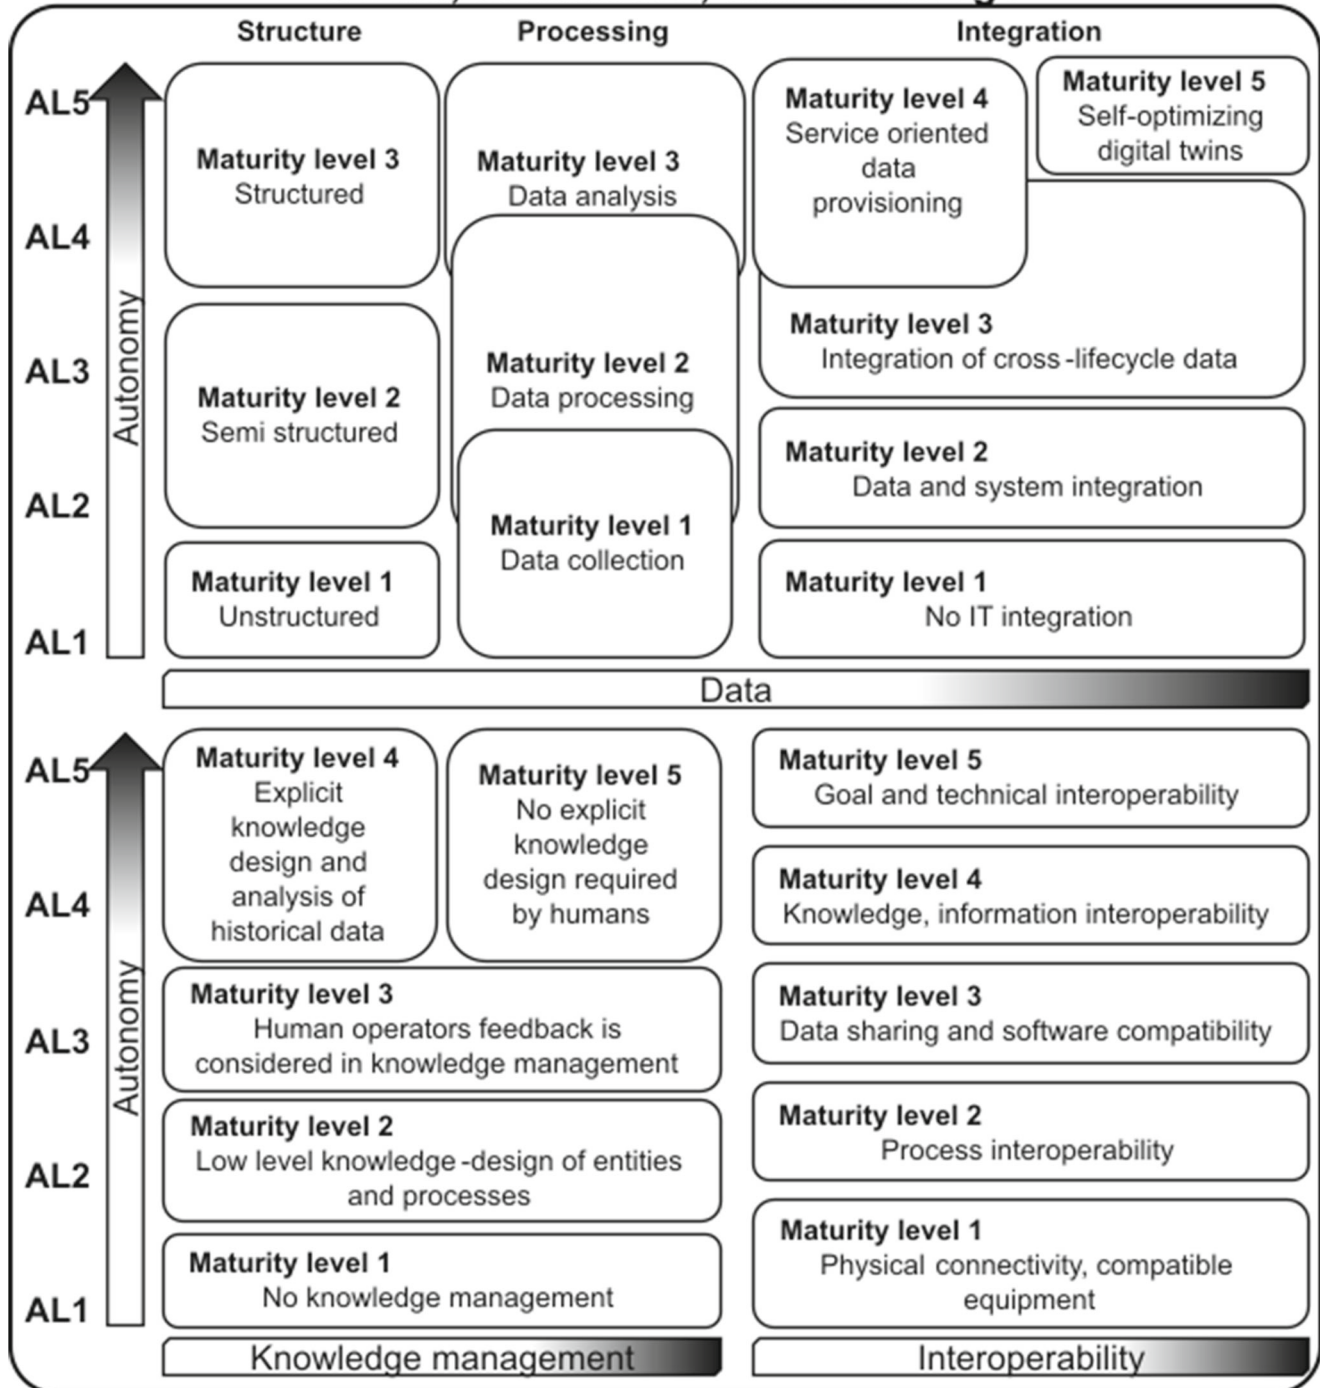 Structure
Processing
Integration
AL5
AL4
AL3
AL2
AL1
Autonomy
Maturity level 3
Structured
Maturity level 2
Semi structured
Maturity level 1
Unstructured
Maturity level 3
Data analysis
Maturity level 2
Data processing
Maturity level 1
Data collection
Maturity level 4
Service oriented
data
provisioning
Maturity level 5
Self-optimizing
digital twins
Maturity level 3
Integration of cross-lifecycle data
Maturity level 2
Data and system integration
Maturity level 1
No IT integration
Data
AL5
AL4
AL3
AL2
AL1
Autonomy
Maturity level 4
Explicit
knowledge
design and
analysis of
historical data
Maturity level 5
No explicit
knowledge
design required
by humans
Maturity level 3
Human operators feedback is
considered in knowledge management
Maturity level 2
Low level knowledge-design of entities
and processes
Maturity level 1
No knowledge management
Knowledge management
Maturity level 5
Goal and technical interoperability
Maturity level 4
Knowledge, information interoperability
Maturity level 3
Data sharing and software compatibility
Maturity level 2
Process interoperability
Maturity level 1
Physical connectivity, compatible
equipment
Interoperability